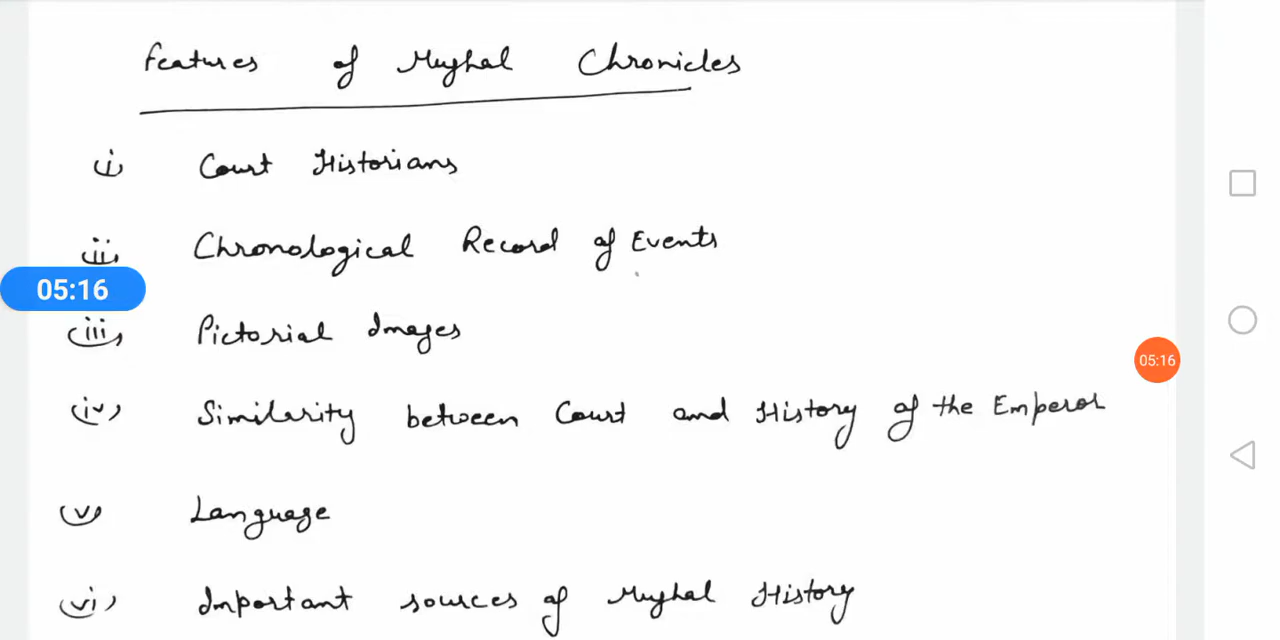 Features of Mughal Chronicles
(i) Court Historians
(ii) Chronological Record of Events
05:16
(iii) Pictorial Images
05:16
(iv) Similarity between Court and History of the Emperor
(v) Language
(vi) Important sources of Mughal History